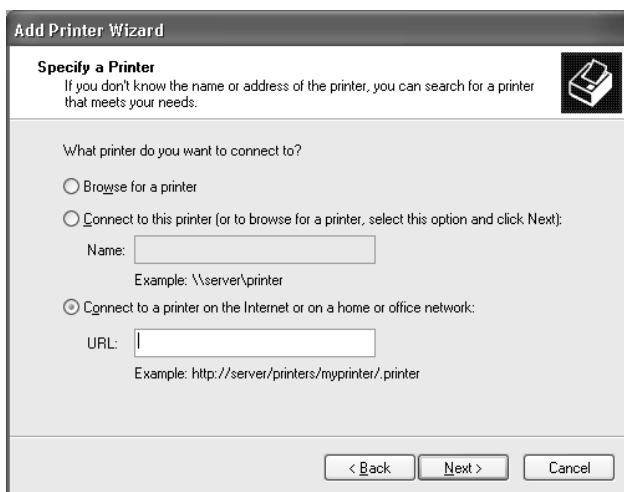 Add Printer Wizard
Specify a Printer
If you don't know the name or address of the printer, you can search for a printer
that meets your needs.
What printer do you want to connect to?
Browse for a printer
Connect to this printer (or to browse for a printer, select this option and click Next):
Name:
Example: \\server\printer
Connect to a printer on the Internet or on a home or office network:
URL:
Example: http://server/printers/myprinter/.printer
< Back Next > Cancel